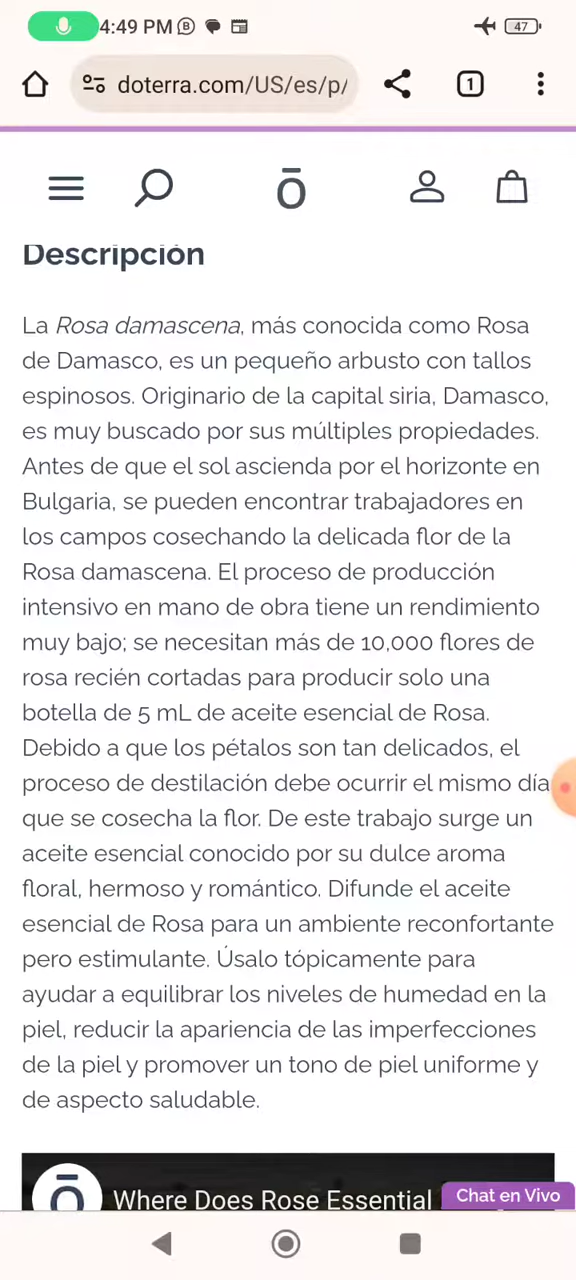 4:49 PM
47
doterra.com/US/es/p/
1
ō
Descripción
La Rosa damascena, más conocida como Rosa
de Damasco, es un pequeño arbusto con tallos
espinosos. Originario de la capital siria, Damasco,
es muy buscado por sus múltiples propiedades.
Antes de que el sol ascienda por el horizonte en
Bulgaria, se pueden encontrar trabajadores en
los campos cosechando la delicada flor de la
Rosa damascena. El proceso de producción
intensivo en mano de obra tiene un rendimiento
muy bajo; se necesitan más de 10,000 flores de
rosa recién cortadas para producir solo una
botella de 5 mL de aceite esencial de Rosa.
Debido a que los pétalos son tan delicados, el
proceso de destilación debe ocurrir el mismo día
que se cosecha la flor. De este trabajo surge un
aceite esencial conocido por su dulce aroma
floral, hermoso y romántico. Difunde el aceite
esencial de Rosa para un ambiente reconfortante
pero estimulante. Úsalo tópicamente para
ayudar a equilibrar los niveles de humedad en la
piel, reducir la apariencia de las imperfecciones
de la piel y promover un tono de piel uniforme y
de aspecto saludable.
ō
Where Does Rose Essential
Chat en Vivo